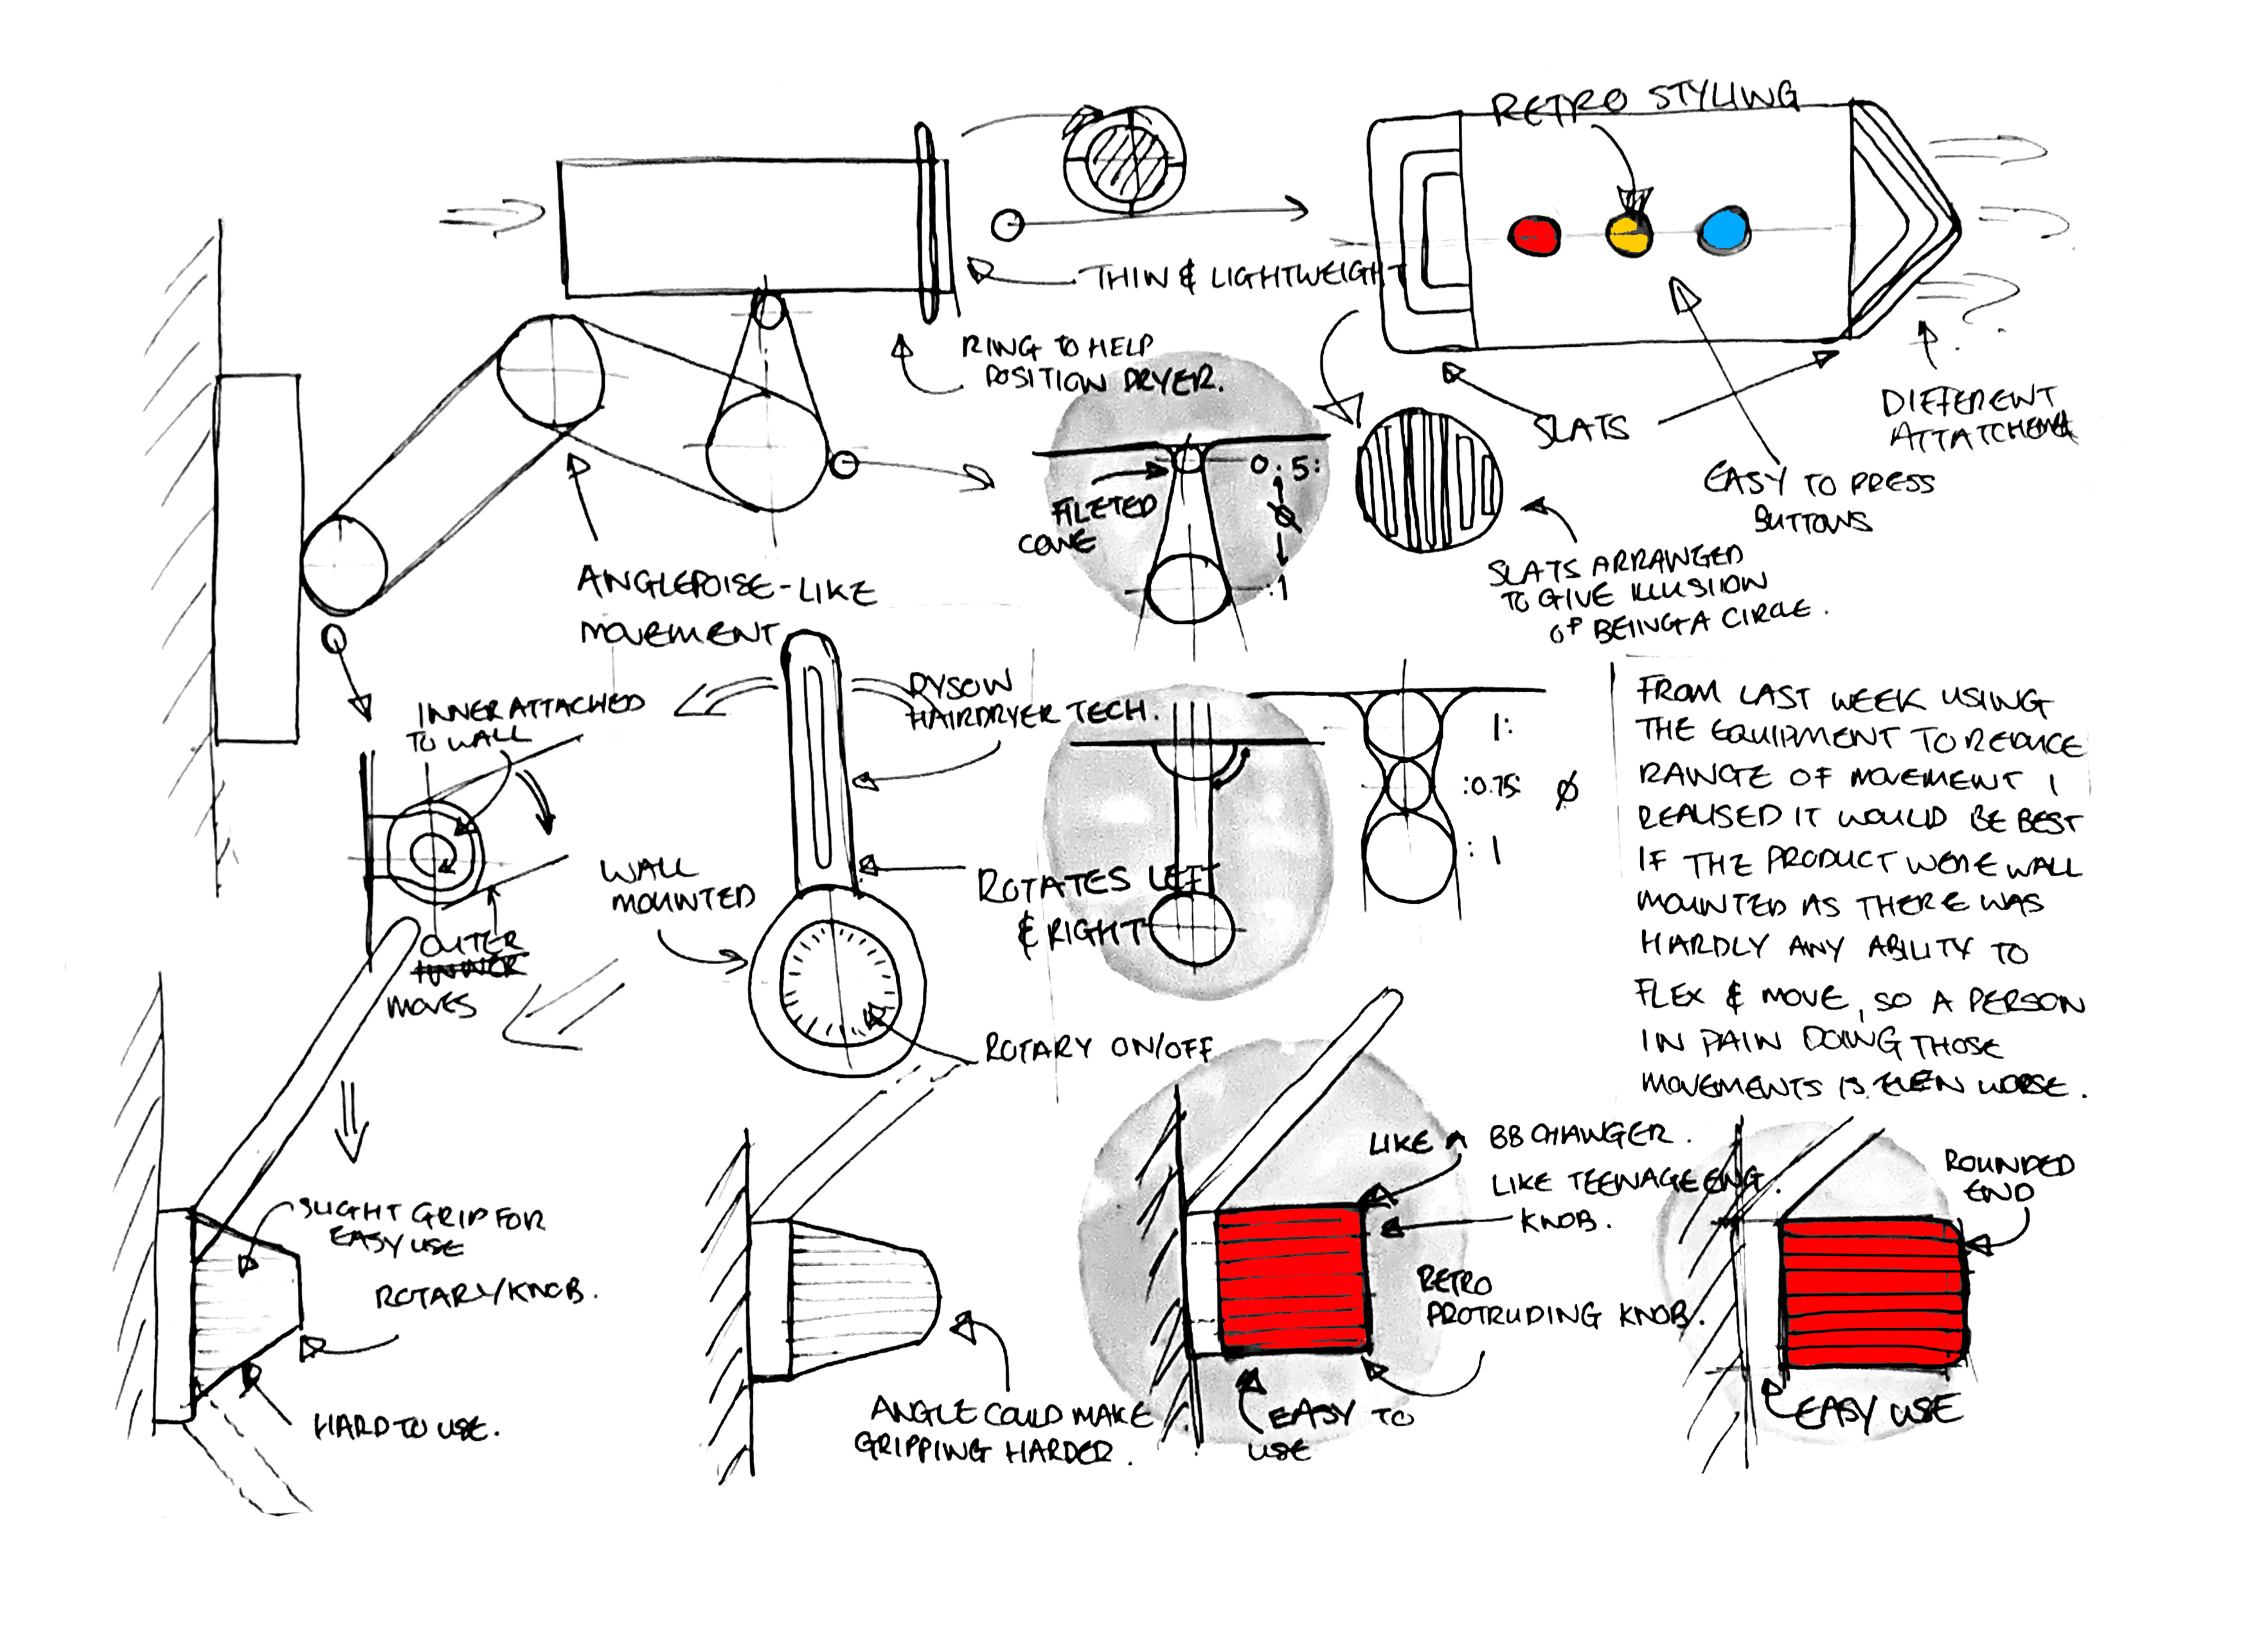 RETRO STYLING
THIN & LIGHTWEIGHT
RING TO HELP
POSITION DRYER.
SLATS
DIFFERENT
EASY TO PRESS
BUTTONS
FILETED
CONE
0.5:
Ø
:1
SLATS ARRANGED
TO GIVE ILLUSION
OF BEING A CIRCLE.
ANGLEPOISE-LIKE
MOVEMENT
INNER ATTACHED
TO WALL
OUTER
MOVES
DYSON
HAIRDRYER TECH.
ROTATES LEFT
& RIGHT
WALL
MOUNTED
ROTARY ON/OFF
1:
:0.75: Ø
:1
FROM LAST WEEK USING
THE EQUIPMENT TO REDUCE
RANGE OF MOVEMENT I
REALISED IT WOULD BE BEST
IF THE PRODUCT WERE WALL
MOUNTED AS THERE WAS
HARDLY ANY ABILITY TO
FLEX & MOVE, SO A PERSON
IN PAIN DOING THOSE
MOVEMENTS IS EVEN WORSE.
SLIGHT GRIP FOR
EASY USE
ROTARY/KNOB.
HARD TO USE.
ANGLE COULD MAKE
GRIPPING HARDER.
LIKE A BB CHANGER.
LIKE TEENAGE ENG.
KNOB.
RETRO
PROTRUDING KNOB.
EASY TO
USE
ROUNDED
END
EASY USE